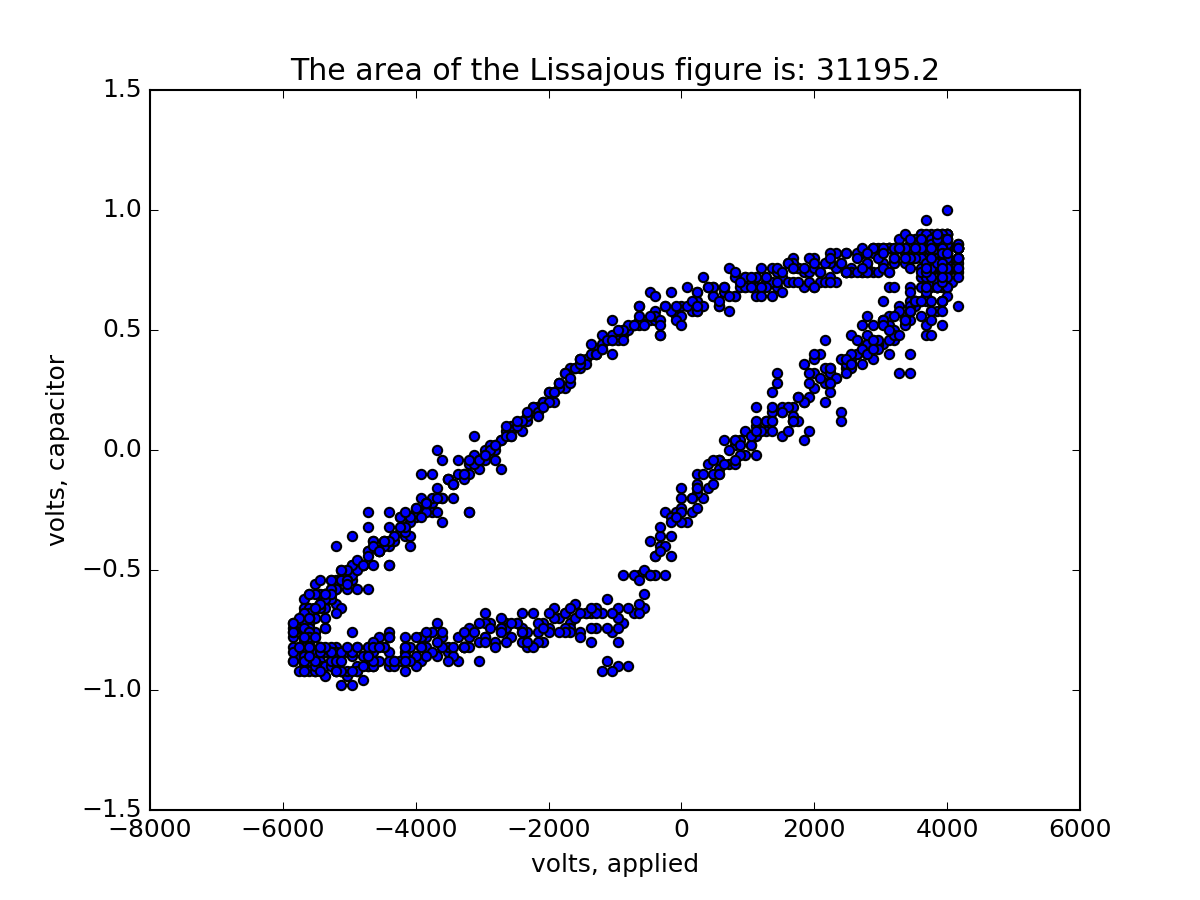 The area of the Lissajous figure is: 31195.2
1.5
1.0
0.5
0.0
−0.5
−1.0
−1.5
volts, capacitor
−8000 −6000 −4000 −2000 0 2000 4000 6000
volts, applied